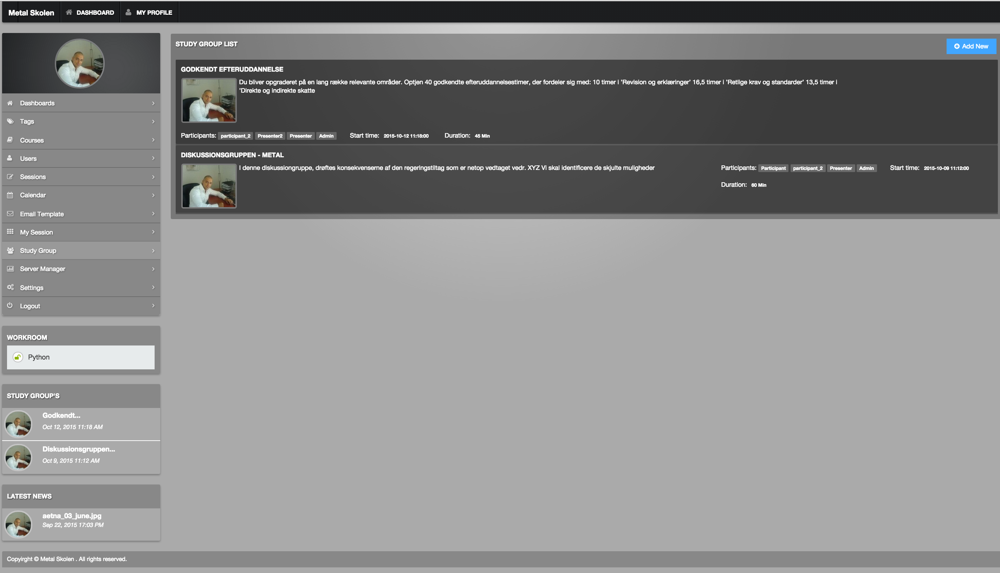 Metal Skolen
DASHBOARD
MY PROFILE
Dashboards
Tags
Courses
Users
Sessions
Calendar
Email Template
My Session
Study Group
Server Manager
Settings
Logout
WORKROOM
Python
STUDY GROUP'S
Godkendt...
Oct 12, 2015 11:18 AM
Diskussionsgruppen...
Oct 9, 2015 11:12 AM
LATEST NEWS
aetna_03_june.jpg
Sep 22, 2015 17:03 PM
STUDY GROUP LIST
Add New
GODKENDT EFTERUDDANNELSE
Du bliver opgraderet på en lang række relevante områder. Optjen 40 godkendte efteruddannelsestimer, der fordeler sig med: 10 timer i ’Revision og erklæringer’ 16,5 timer i ’Retlige krav og standarder’ 13,5 timer i
’Direkte og indirekte skatte
Participants: participant_2 Presenter2 Presenter Admin Start time: 2015-10-12 11:18:00 Duration: 45 Min
DISKUSSIONSGRUPPEN - METAL
I denne diskussiongruppe, drøftes konsekvenserne af den regeringstiltag som er netop vedtaget vedr. XYZ Vi skal identificere de skjulte muligheder
Participants: Participant participant_2 Presenter Admin Start time: 2015-10-09 11:12:00
Duration: 60 Min
Copyirght © Metal Skolen . All rights reserved.